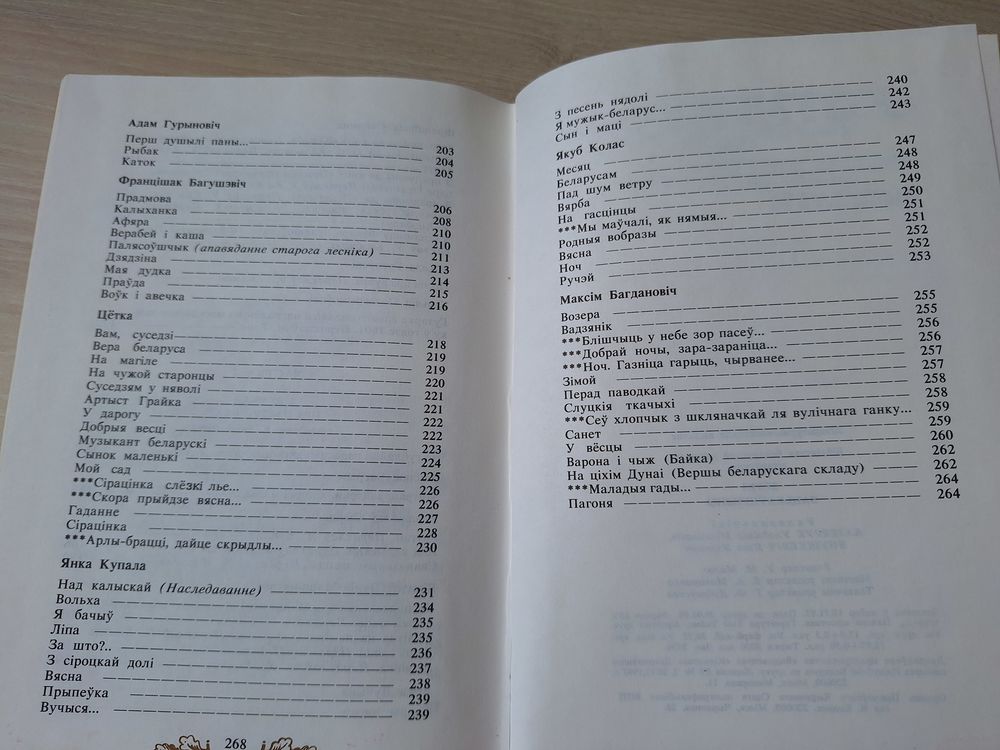 Адам Гурыновіч
Перш душылі паны... 203
Рыбак 204
Каток 205
Францішак Багушэвіч
Прадмова 206
Калыханка 208
Афяра 210
Верабей і каша 210
Палясоўшчык (апавяданне старога лесніка) 211
Дзядзіна 213
Мая дудка 214
Праўда 215
Воўк і авечка 216
Цётка
Вам, суседзі 218
Вера беларуса 219
На магіле 219
На чужой старонцы 220
Суседзям у няволі 221
Артыст Грайка 221
У дарогу 222
Добрыя весці 222
Музыкант беларускі 223
Сынок маленькі 224
Мой сад 225
***Сірацінка слёзкі лье... 226
***Скора прыйдзе вясна... 226
Гаданне 227
Сірацінка 228
***Арлы-брацці, дайце скрыдлы... 230
Янка Купала
Над калыскай (Наследаванне) 231
Вольха 234
Я бачыў 235
Ліпа 235
За што?.. 236
З сіроцкай долі 237
Вясна 238
Прыпеўка 239
Вучыся... 239
268
З песень нядолі 240
Я мужык-беларус... 242
Сын і маці 243
Якуб Колас
Месяц 247
Беларусам 248
Пад шум ветру 248
Вярба 249
На гасцінцы 250
***Мы маўчалі, як нямыя... 251
Родныя вобразы 251
Вясна 252
Ноч 252
Ручэй 253
Максім Багдановіч
Возера 255
Вадзянік 255
***Блішчыць у небе зор пасеў... 256
***Добрай ночы, зара-зараніца... 256
***Ноч. Газніца гарыць, чырванее... 257
Зімой 257
Перад паводкай 258
Слуцкія ткачыхі 258
***Сеў хлопчык з шкляначкай ля вулічнага ганку... 259
Санет 259
У вёсцы 260
Варона і чыж (Байка) 262
На ціхім Дунаі (Вершы беларускага складу) 262
***Маладыя гады... 264
Пагоня 264